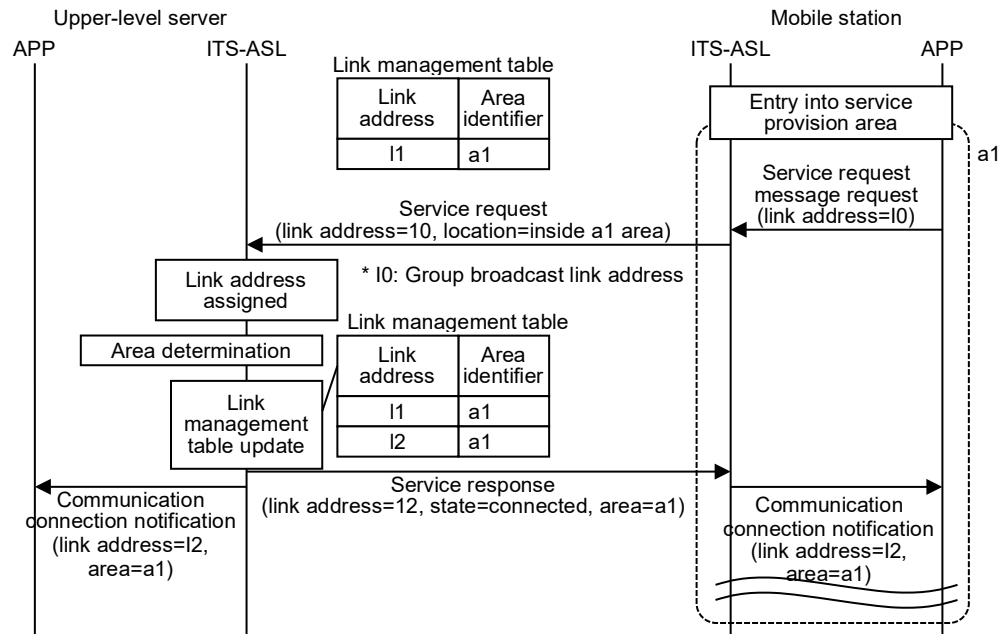 Upper-level server
Mobile station
APP
ITS-ASL
ITS-ASL
APP
Link management table
Link
address
Area
identifier
l1
a1
Entry into service
provision area
a1
Service request
message request
(link address=l0)
Service request
(link address=10, location=inside a1 area)
* l0: Group broadcast link address
Link address
assigned
Link management table
Area determination
Link
address
Area
identifier
l1
a1
l2
a1
Link
management
table update
Service response
(link address=12, state=connected, area=a1)
Communication
connection notification
(link address=l2,
area=a1)
Communication
connection notification
(link address=l2,
area=a1)